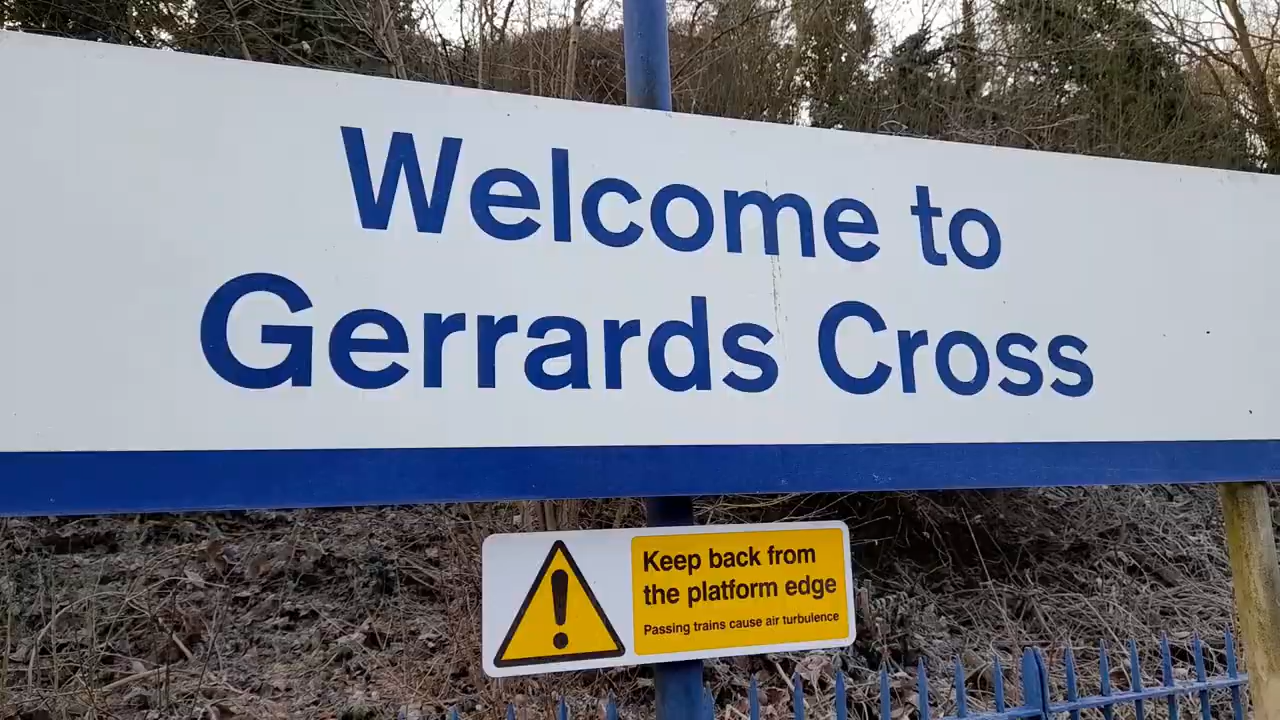 Welcome to
Gerrards Cross
Keep back from
the platform edge
Passing trains cause air turbulence